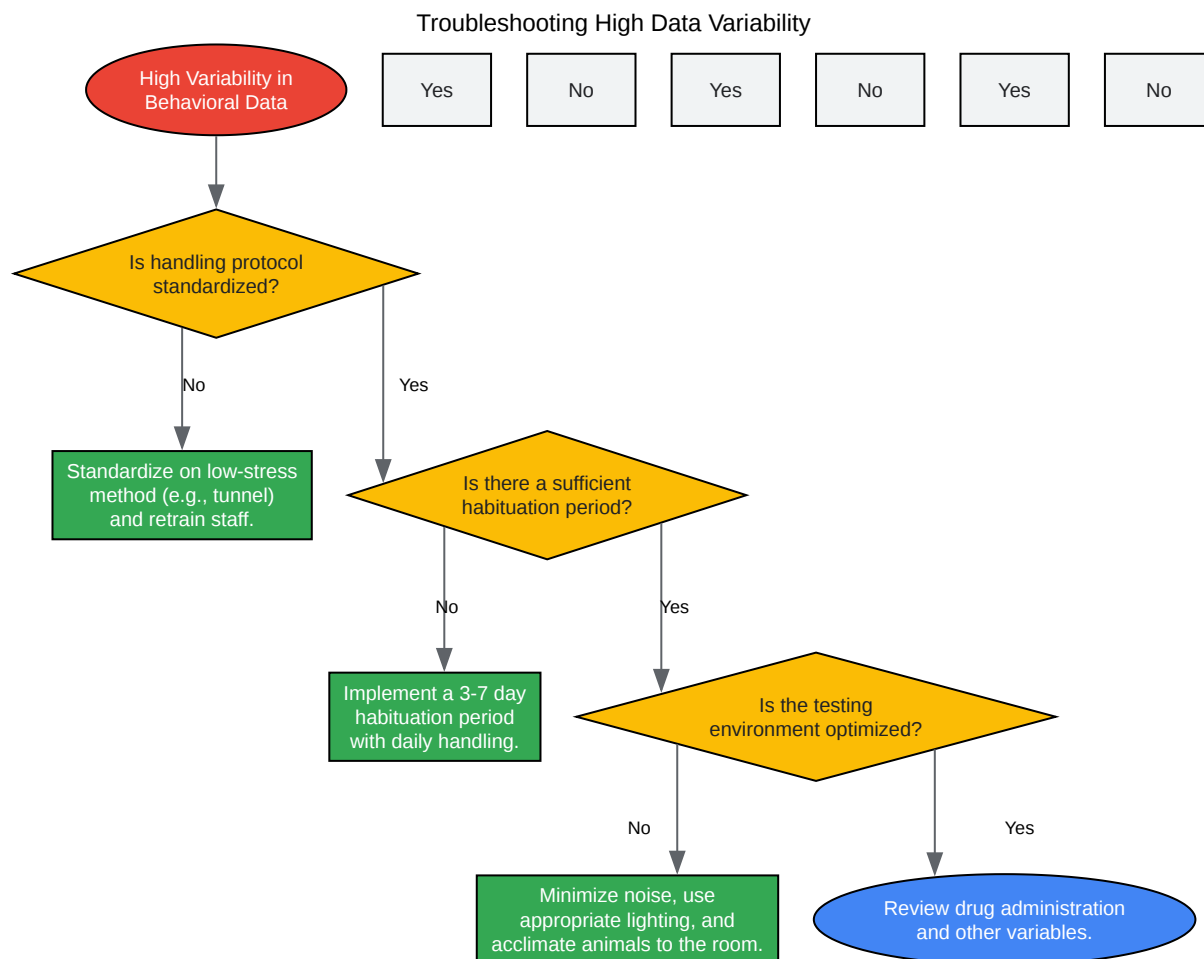 Troubleshooting High Data Variability
High Variability in
Behavioral Data
Yes
No
Yes
No
Yes
No
Is handling protocol
standardized?
No
Yes
Standardize on low-stress
method (e.g., tunnel)
and retrain staff.
Is there a sufficient
habituation period?
No
Yes
Implement a 3-7 day
habituation period
with daily handling.
Is the testing
environment optimized?
No
Yes
Minimize noise, use
appropriate lighting, and
acclimate animals to the room.
Review drug administration
and other variables.